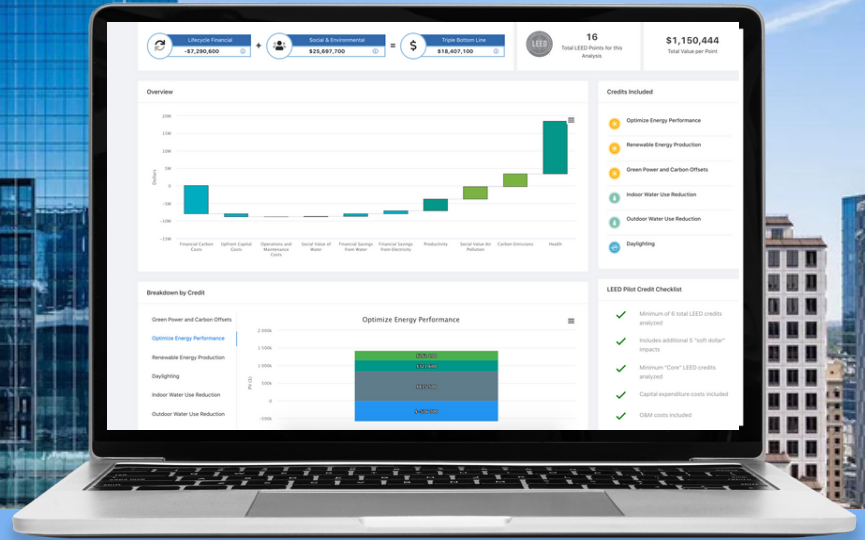 Lifecycle Financial
-$7,290,600
+
Social & Environmental
$25,697,700
=
$
Triple Bottom Line
$18,407,100
LEED
16
Total LEED Points for this
Analysis
$1,150,444
Total Value per Point
Overview
Dollars
20M
15M
10M
5M
0
-5M
-10M
-15M
Financial Carbon
Costs
Upfront Capital
Costs
Operations and
Maintenance
Costs
Social Value of
Water
Financial Savings
from Water
Financial Savings
from Electricity
Productivity
Social Value Air
Pollution
Carbon Emissions
Health
Credits Included
Optimize Energy Performance
Renewable Energy Production
Green Power and Carbon Offsets
Indoor Water Use Reduction
Outdoor Water Use Reduction
Daylighting
Breakdown by Credit
Green Power and Carbon Offsets
Optimize Energy Performance
Renewable Energy Production
Daylighting
Indoor Water Use Reduction
Outdoor Water Use Reduction
Optimize Energy Performance
PV ($)
2 000k
1 500k
1 000k
500k
0
-500k
LEED Pilot Credit Checklist
Minimum of 6 total LEED credits
analyzed
Includes additional 5 "soft dollar"
impacts
Minimum "Core" LEED credits
analyzed
Capital expenditure costs included
O&M costs included